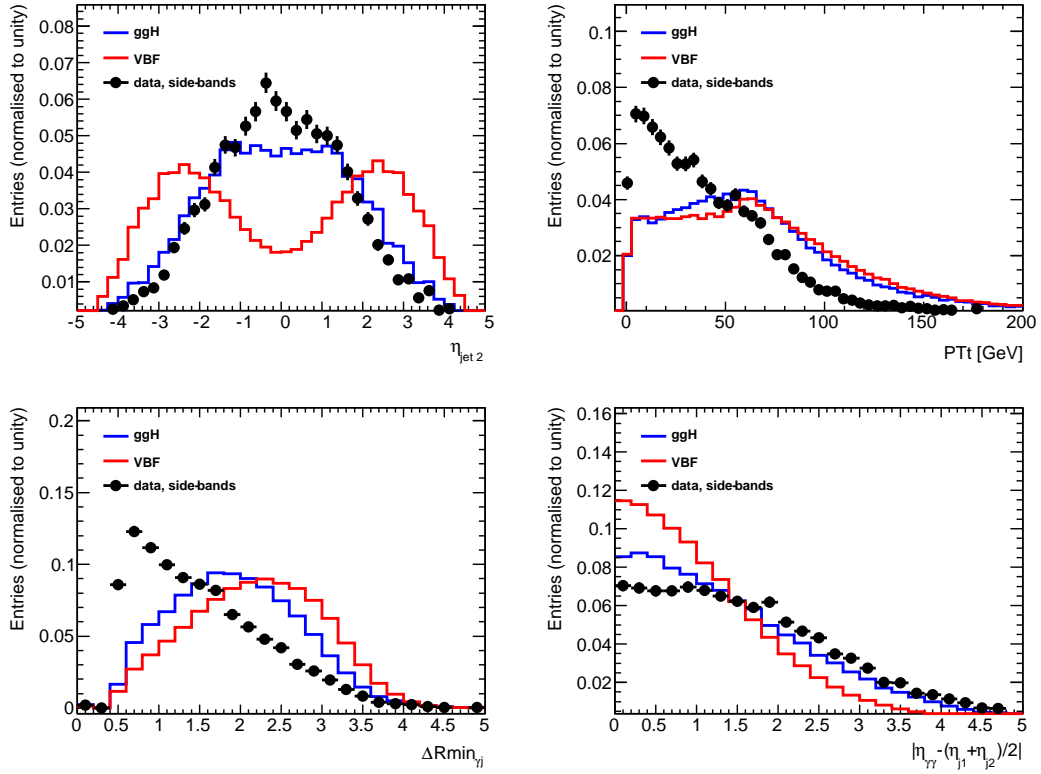 Entries (normalised to unity)
0.08
0.07
0.06
0.05
0.04
0.03
0.02
0.01
ggH
VBF
data, side-bands
-5 -4 -3 -2 -1 0 1 2 3 4 5
η jet 2
Entries (normalised to unity)
0.1
0.08
0.06
0.04
0.02
ggH
VBF
data, side-bands
0 50 100 150 200
PTt [GeV]
Entries (normalised to unity)
0.2
0.15
0.1
0.05
0
ggH
VBF
data, side-bands
0 0.5 1 1.5 2 2.5 3 3.5 4 4.5 5
ΔRmin γj
Entries (normalised to unity)
0.16
0.14
0.12
0.1
0.08
0.06
0.04
0.02
ggH
VBF
data, side-bands
0 0.5 1 1.5 2 2.5 3 3.5 4 4.5 5
|η γγ -(η j1 +η j2 )/2|